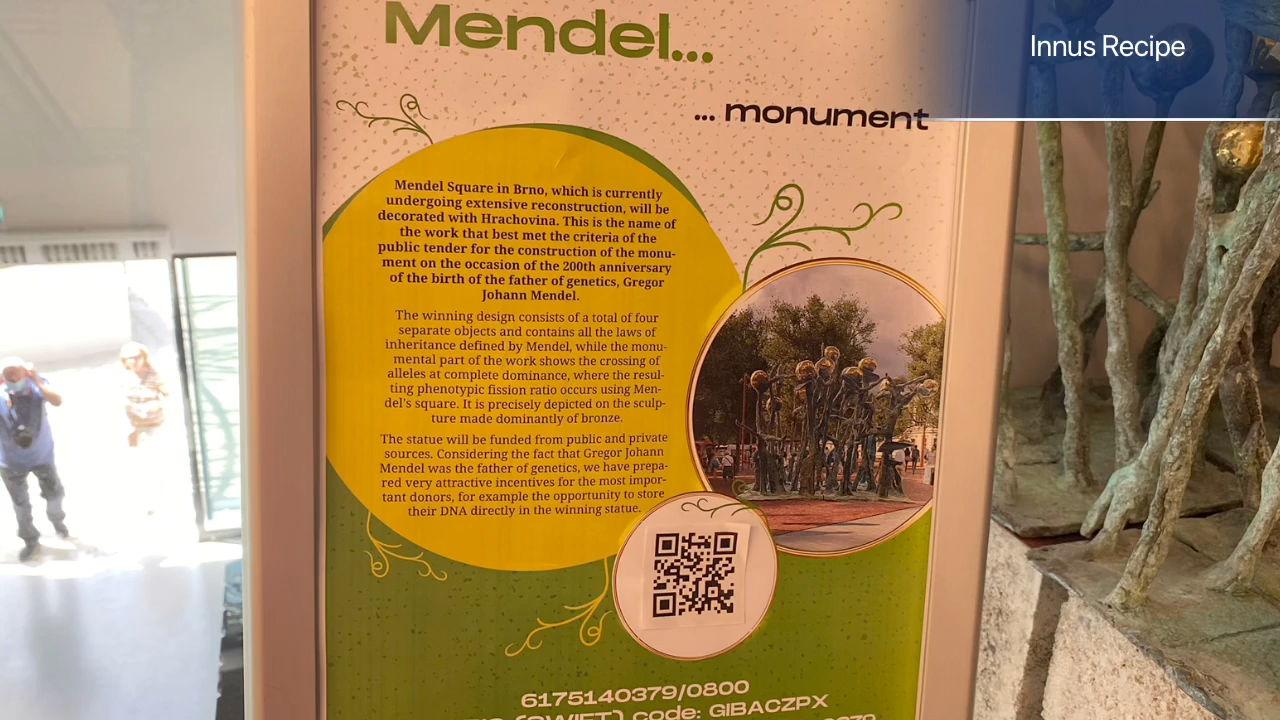 Innus Recipe
Mendel...
... monument
Mendel Square in Brno, which is currently
undergoing extensive reconstruction, will be
decorated with Hrachovina. This is the name of
the work that best met the criteria of the
public tender for the construction of the monu-
ment on the occasion of the 200th anniversary
of the birth of the father of genetics, Gregor
Johann Mendel.
The winning design consists of a total of four
separate objects and contains all the laws of
inheritance defined by Mendel, while the monu-
mental part of the work shows the crossing of
alleles at complete dominance, where the resul-
ting phenotypic fission ratio occurs using Men-
del's square. It is precisely depicted on the sculp-
ture made dominantly of bronze.
The statue will be funded from public and private
sources. Considering the fact that Gregor Johann
Mendel was the father of genetics, we have prepa-
red very attractive incentives for the most impor-
tant donors, for example the opportunity to store
their DNA directly in the winning statue.
6175140379/0800
(SWIFT) code: GIBACZPX